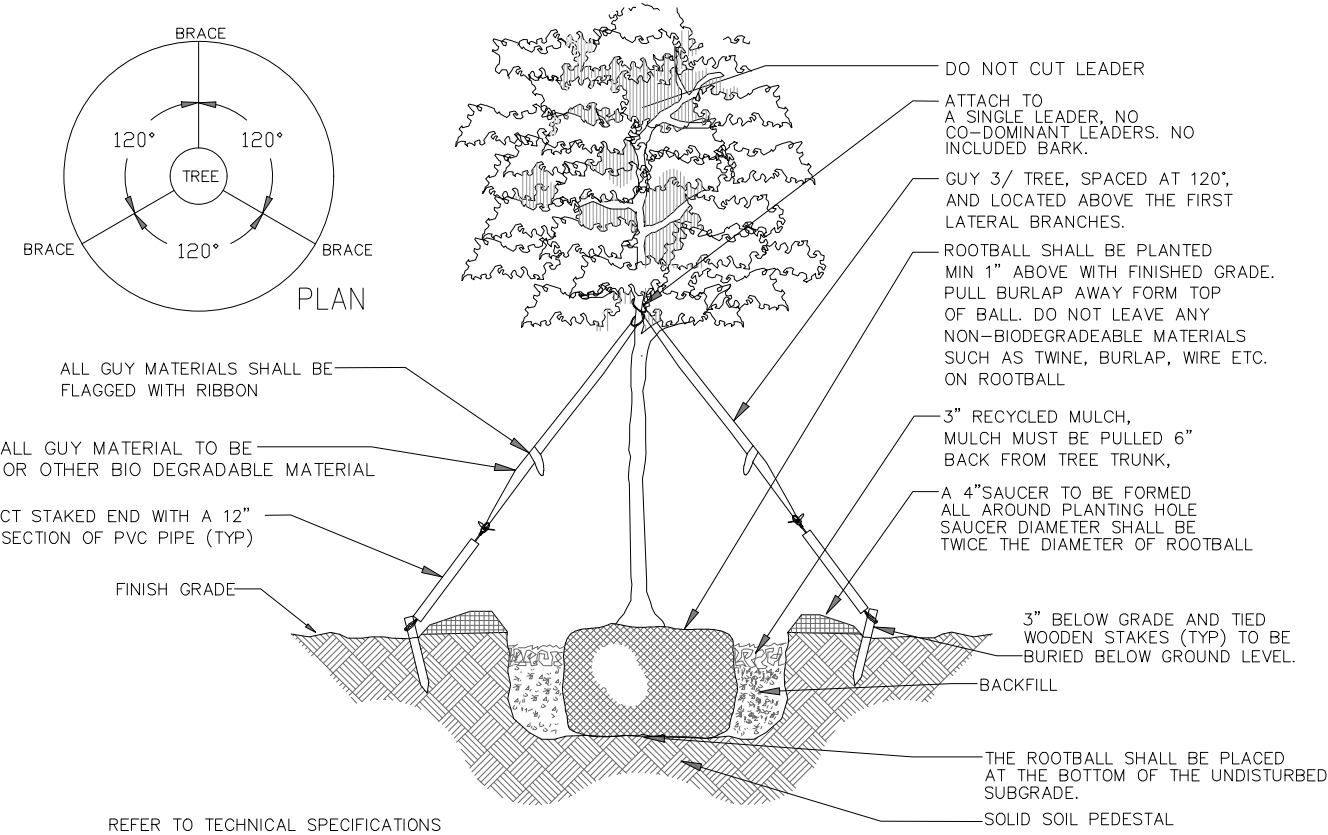 BRACE
120°
120°
TREE
120°
BRACE
BRACE
PLAN
ALL GUY MATERIALS SHALL BE
FLAGGED WITH RIBBON
ALL GUY MATERIAL TO BE
OR OTHER BIO DEGRADABLE MATERIAL
CT STAKED END WITH A 12"
SECTION OF PVC PIPE (TYP)
FINISH GRADE
DO NOT CUT LEADER
ATTACH TO
A SINGLE LEADER, NO
CO-DOMINANT LEADERS. NO
INCLUDED BARK.
GUY 3/ TREE, SPACED AT 120°,
AND LOCATED ABOVE THE FIRST
LATERAL BRANCHES.
ROOTBALL SHALL BE PLANTED
MIN 1" ABOVE WITH FINISHED GRADE.
PULL BURLAP AWAY FORM TOP
OF BALL. DO NOT LEAVE ANY
NON-BIODEGRADEABLE MATERIALS
SUCH AS TWINE, BURLAP, WIRE ETC.
ON ROOTBALL
3" RECYCLED MULCH,
MULCH MUST BE PULLED 6"
BACK FROM TREE TRUNK,
A 4"SAUCER TO BE FORMED
ALL AROUND PLANTING HOLE
SAUCER DIAMETER SHALL BE
TWICE THE DIAMETER OF ROOTBALL
3" BELOW GRADE AND TIED
WOODEN STAKES (TYP) TO BE
BURIED BELOW GROUND LEVEL.
BACKFILL
THE ROOTBALL SHALL BE PLACED
AT THE BOTTOM OF THE UNDISTURBED
SUBGRADE.
SOLID SOIL PEDESTAL
REFER TO TECHNICAL SPECIFICATIONS